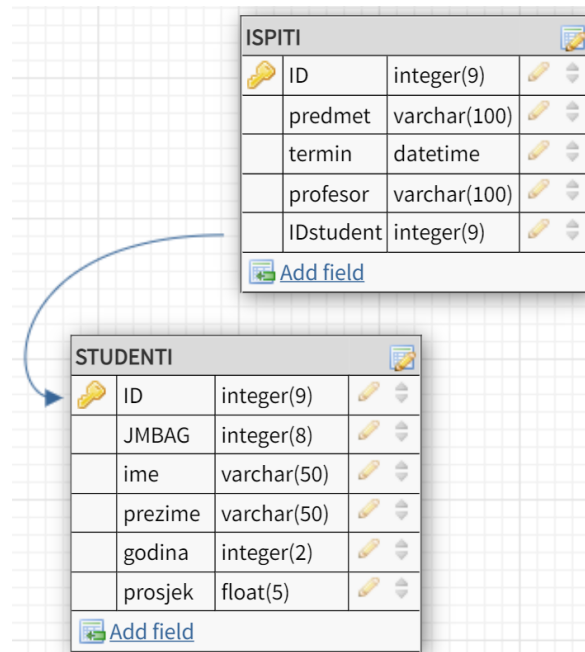 ISPITI
ID integer(9)
predmet varchar(100)
termin datetime
profesor varchar(100)
IDstudent integer(9)
Add field
STUDENTI
ID integer(9)
JMBAG integer(8)
ime varchar(50)
prezime varchar(50)
godina integer(2)
prosjek float(5)
Add field